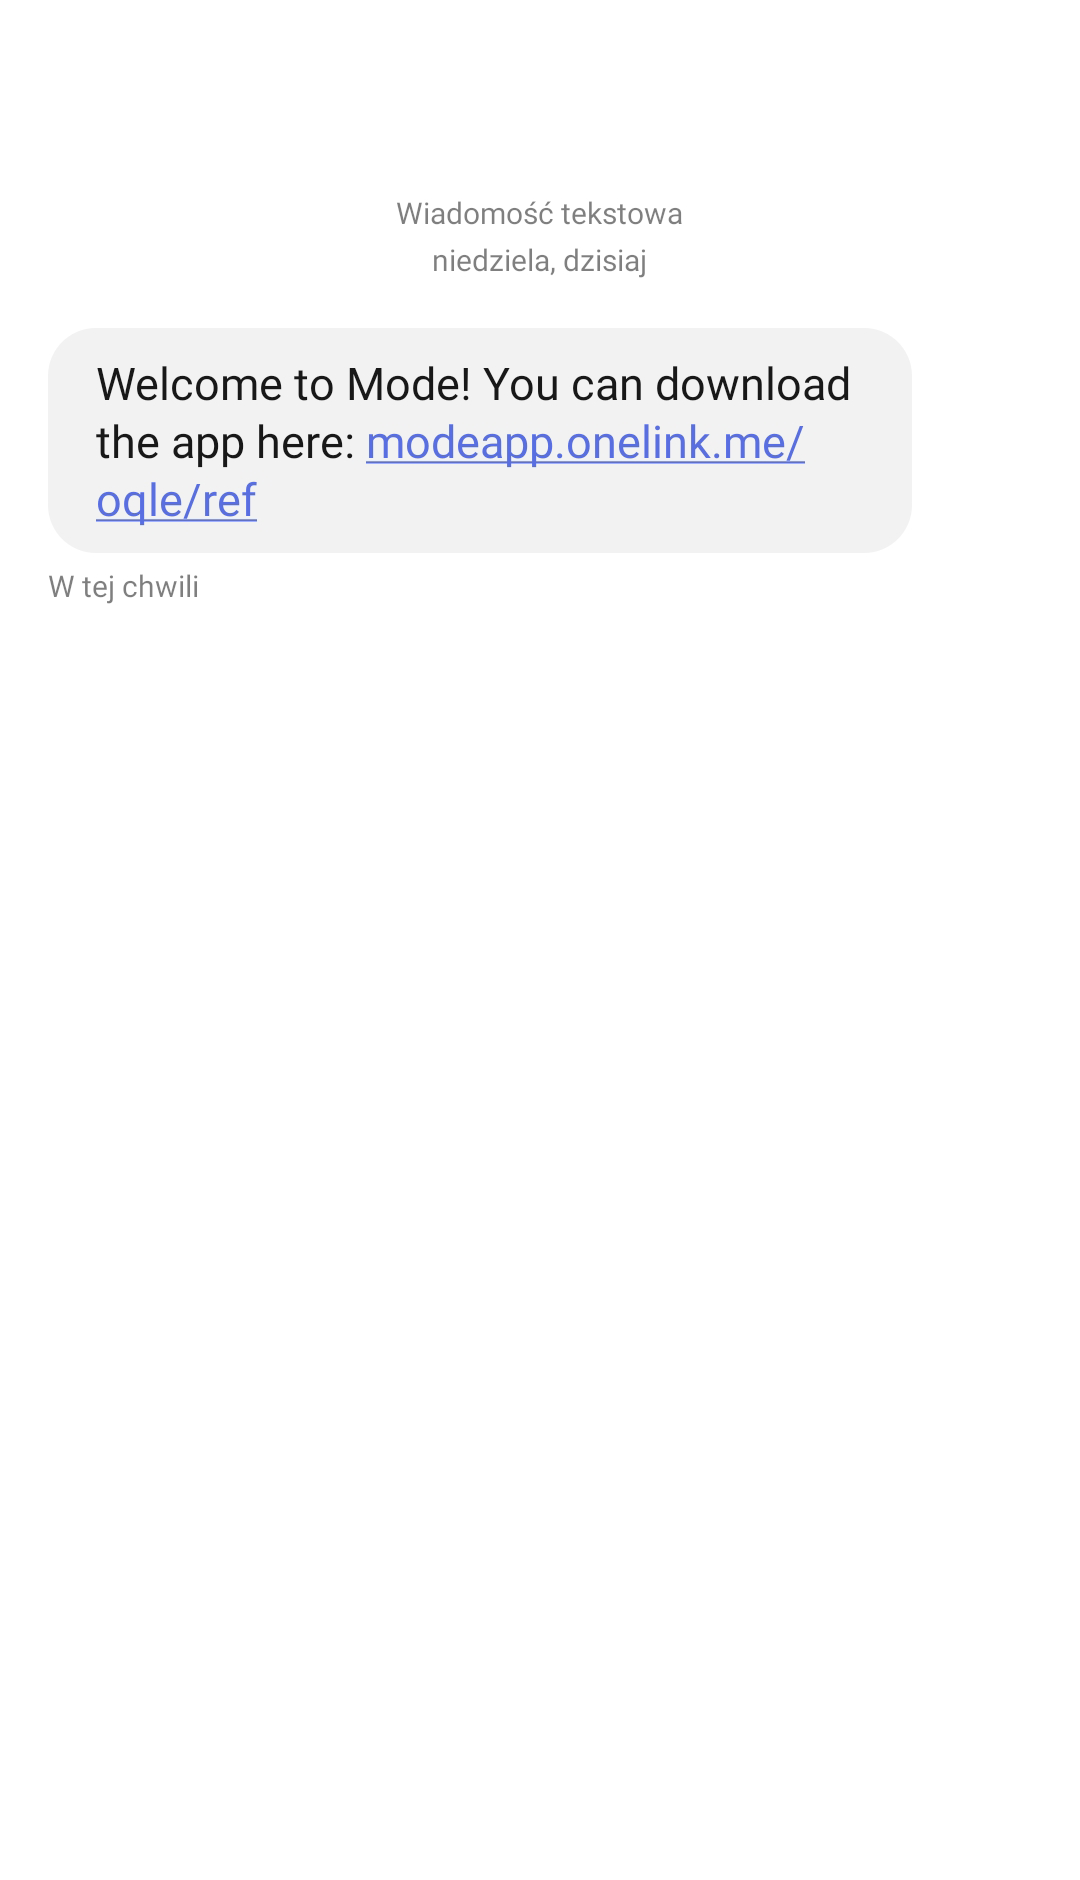 Wiadomość tekstowa
niedziela, dzisiaj
Welcome to Mode! You can download
the app here: modeapp.onelink.me/
oqle/ref
W tej chwili